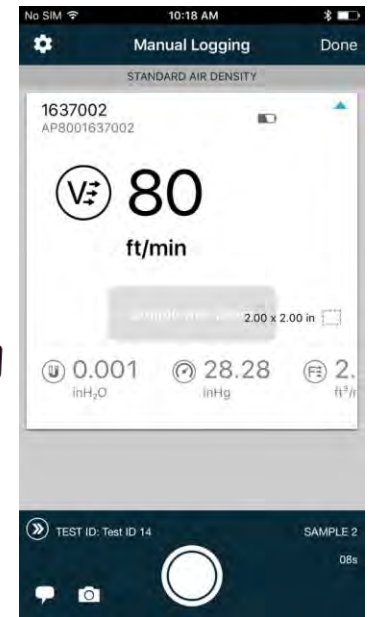 No SIM 10:18 AM
Manual Logging Done
STANDARD AIR DENSITY
1637002
AP8001637002
V 80
ft/min
2.00 x 2.00 in
0.001 28.28 2.
inH₂O inHg ft³/
TEST ID: Test ID 14 SAMPLE 2
08s